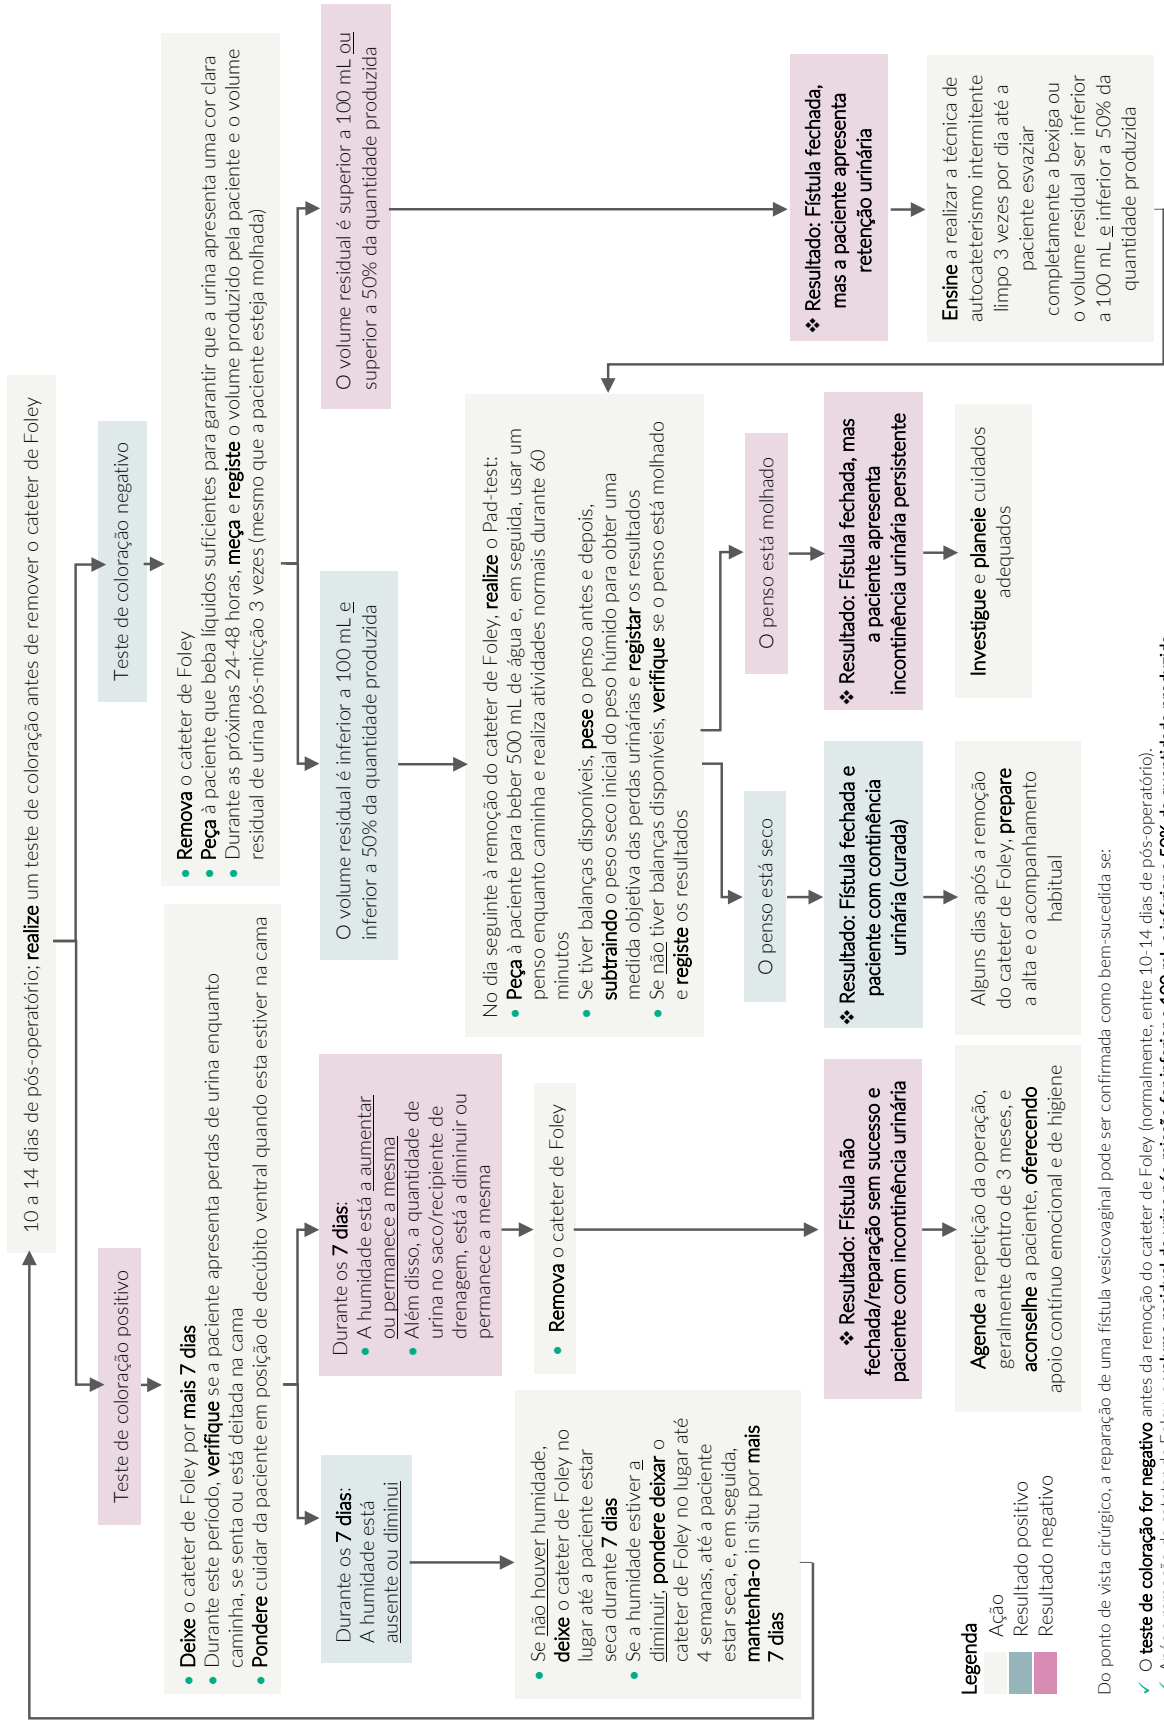 10 a 14 dias de pós-operatório; realize um teste de coloração antes de remover o cateter de Foley
Teste de coloração positivo
• Deixe o cateter de Foley por mais 7 dias
• Durante este período, verifique se a paciente apresenta perdas de urina enquanto
caminha, se senta ou está deitada na cama
• Pondere cuidar da paciente em posição de decúbito ventral quando esta estiver na cama
Durante os 7 dias:
A humidade está
ausente ou diminui
• Se não houver humidade,
deixe o cateter de Foley no
lugar até a paciente estar
seca durante 7 dias
• Se a humidade estiver a
diminuir, pondere deixar o
cateter de Foley no lugar até
4 semanas, até a paciente
estar seca, e, em seguida,
mantenha-o in situ por mais
7 dias
Durante os 7 dias:
• A humidade está a aumentar
ou permanece a mesma
• Além disso, a quantidade de
urina no saco/recipiente de
drenagem, está a diminuir ou
permanece a mesma
• Remova o cateter de Foley
❖ Resultado: Fístula não
fechada/reparação sem sucesso e
paciente com incontinência urinária
Agende a repetição da operação,
geralmente dentro de 3 meses, e
aconselhe a paciente, oferecendo
apoio contínuo emocional e de higiene
Teste de coloração negativo
• Remova o cateter de Foley
• Peça à paciente que beba líquidos suficientes para garantir que a urina apresenta uma cor clara
• Durante as próximas 24-48 horas, meça e registe o volume produzido pela paciente e o volume
residual de urina pós-micção 3 vezes (mesmo que a paciente esteja molhada)
O volume residual é inferior a 100 mL e
inferior a 50% da quantidade produzida
O volume residual é superior a 100 mL ou
superior a 50% da quantidade produzida
No dia seguinte à remoção do cateter de Foley, realize o Pad-test:
• Peça à paciente para beber 500 mL de água e, em seguida, usar um
penso enquanto caminha e realiza atividades normais durante 60
minutos
• Se tiver balanças disponíveis, pese o penso antes e depois,
subtraindo o peso seco inicial do peso húmido para obter uma
medida objetiva das perdas urinárias e registar os resultados
• Se não tiver balanças disponíveis, verifique se o penso está molhado
e registe os resultados
O penso está seco
❖ Resultado: Fístula fechada e
paciente com continência
urinária (curada)
Alguns dias após a remoção
do cateter de Foley, prepare
a alta e o acompanhamento
habitual
O penso está molhado
❖ Resultado: Fístula fechada, mas
a paciente apresenta
incontinência urinária persistente
Investigue e planeie cuidados
adequados
❖ Resultado: Fístula fechada,
mas a paciente apresenta
retenção urinária
Ensine a realizar a técnica de
autocateterismo intermitente
limpo 3 vezes por dia até a
paciente esvaziar
completamente a bexiga ou
o volume residual ser inferior
a 100 mL e inferior a 50% da
quantidade produzida
Legenda
Ação
Resultado positivo
Resultado negativo
Do ponto de vista cirúrgico, a reparação de uma fístula vesicovaginal pode ser confirmada como bem-sucedida se:
✓ O teste de coloração for negativo antes da remoção do cateter de Foley (normalmente, entre 10-14 dias de pós-operatório).